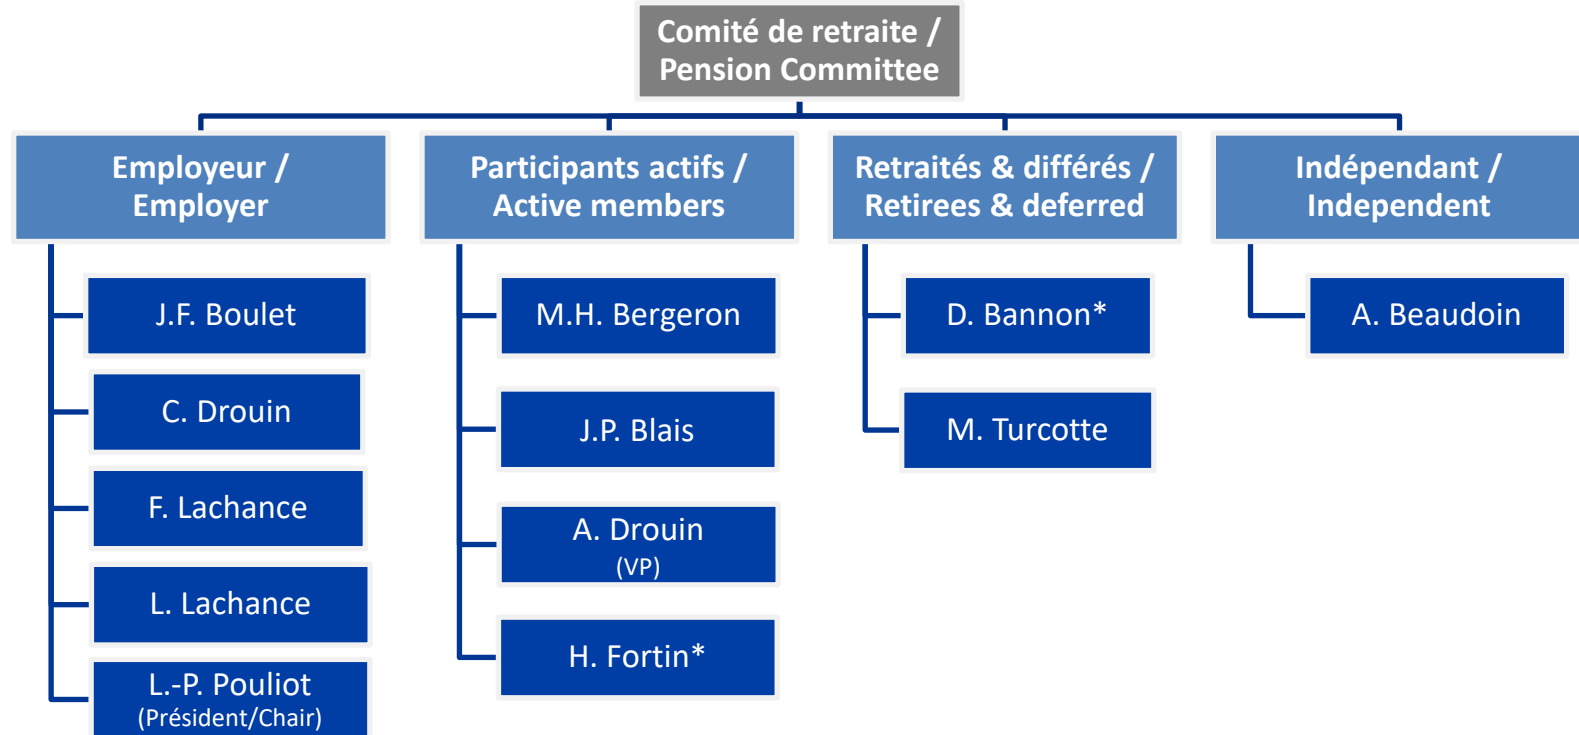 Comité de retraite /
Pension Committee
Employeur /
Employer
J.F. Boulet
C. Drouin
F. Lachance
L. Lachance
L.-P. Pouliot
(Président/Chair)
Participants actifs /
Active members
M.H. Bergeron
J.P. Blais
A. Drouin
(VP)
H. Fortin*
Retraités & différés /
Retirees & deferred
D. Bannon*
M. Turcotte
Indépendant /
Independent
A. Beaudoin